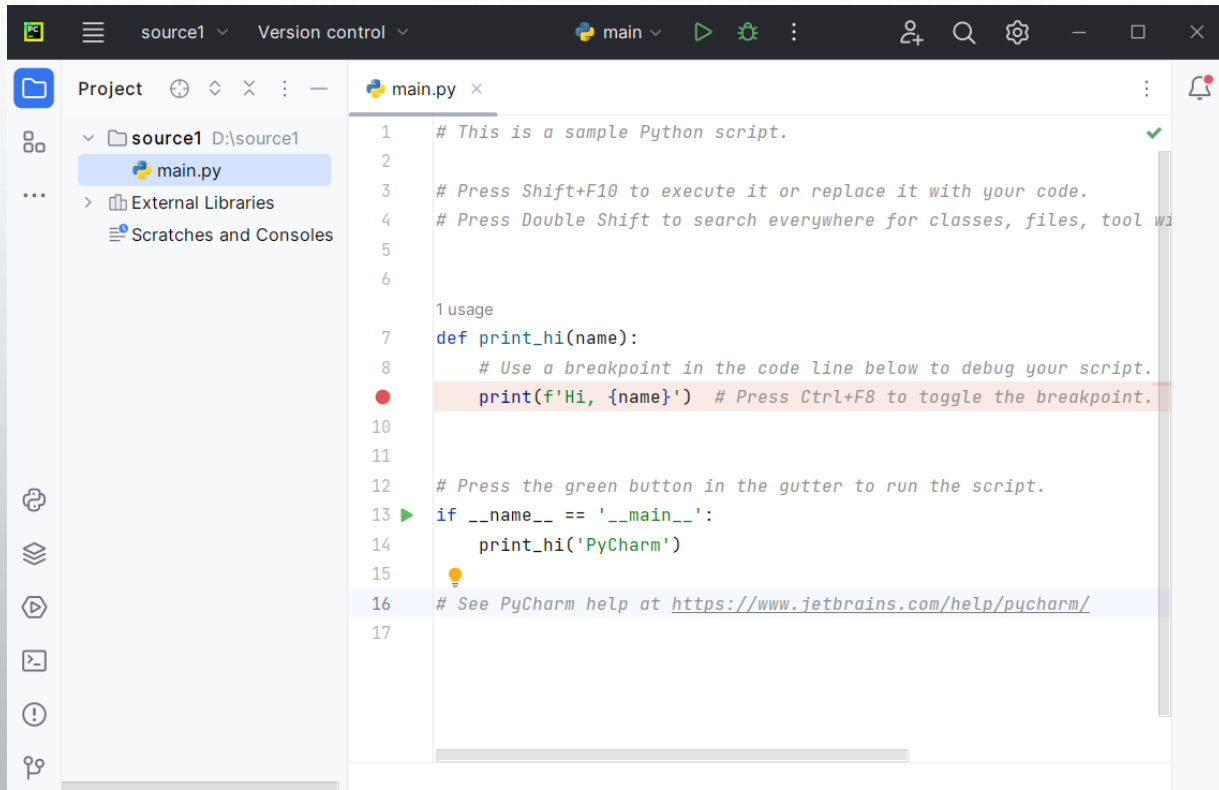 PC
source1
Version control
main
Project
main.py
source1 D:\source1
main.py
External Libraries
Scratches and Consoles
1 # This is a sample Python script.
2
3 # Press Shift+F10 to execute it or replace it with your code.
4 # Press Double Shift to search everywhere for classes, files, tool wi
5
6
1 usage
7 def print_hi(name):
8 # Use a breakpoint in the code line below to debug your script.
print(f'Hi, {name}') # Press Ctrl+F8 to toggle the breakpoint.
10
11
12 # Press the green button in the gutter to run the script.
13 if __name__ == '__main__':
14 print_hi('PyCharm')
15
16 # See PyCharm help at https://www.jetbrains.com/help/pycharm/
17